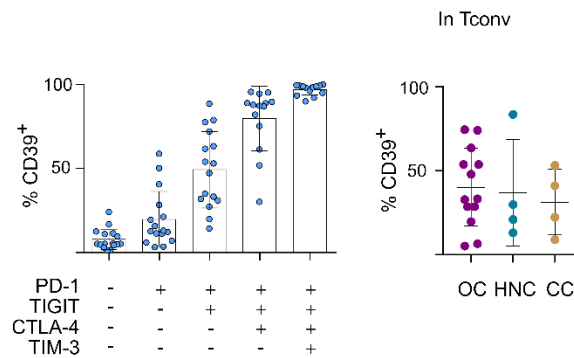 In Tconv
100
50
% CD39+
PD-1 - + + + +
TIGIT - - + + +
CTLA-4 - - - + +
TIM-3 - - - - +
100
50
% CD39+
OC HNC CC